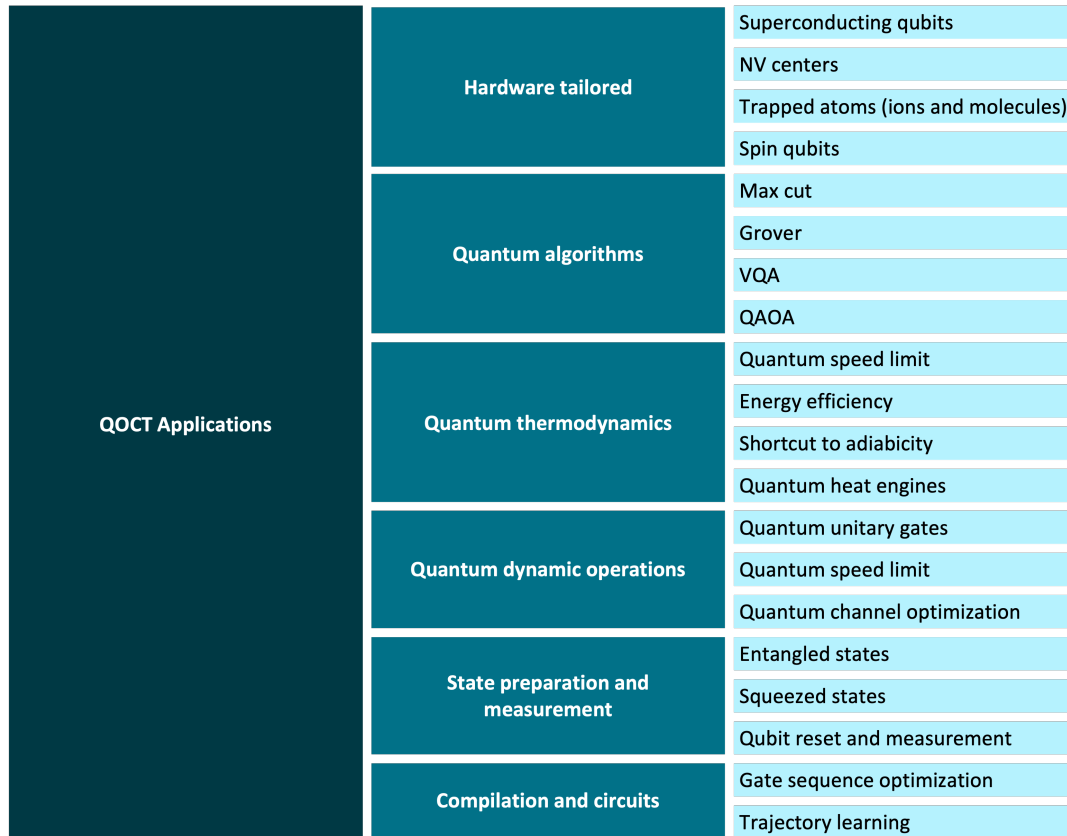 QOCT Applications
Hardware tailored
Superconducting qubits
NV centers
Trapped atoms (ions and molecules)
Spin qubits
Quantum algorithms
Max cut
Grover
VQA
QAOA
Quantum thermodynamics
Quantum speed limit
Energy efficiency
Shortcut to adiabicity
Quantum heat engines
Quantum dynamic operations
Quantum unitary gates
Quantum speed limit
Quantum channel optimization
State preparation and
measurement
Entangled states
Squeezed states
Qubit reset and measurement
Compilation and circuits
Gate sequence optimization
Trajectory learning